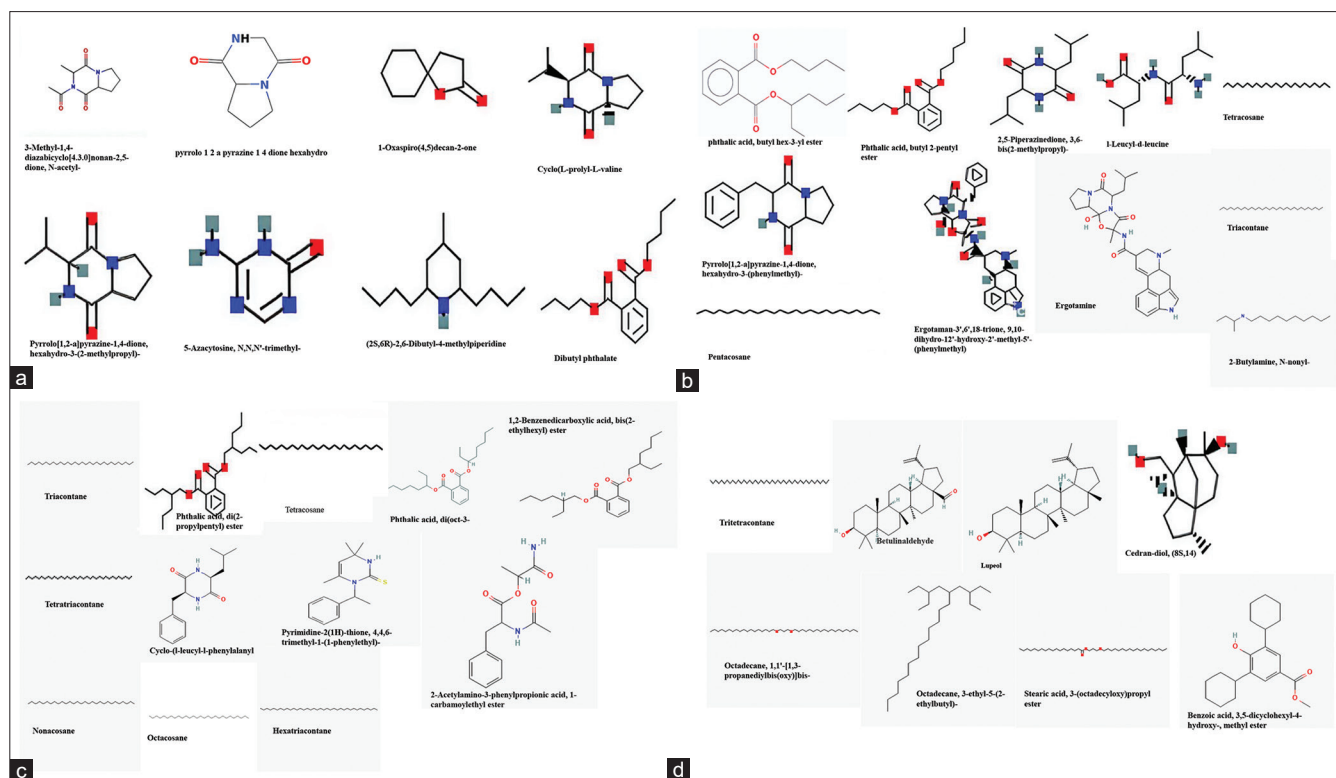 3-Methyl-1,4-
diazabicyclo[4.3.0]nonan-2,5-
dione, N-acetyl-
pyrrolo 1 2 a pyrazine 1 4 dione hexahydro
1-Oxaspiro(4,5)decan-2-one
Cyclo(L-prolyl-L-valine
Pyrrolo[1,2-a]pyrazine-1,4-dione,
hexahydro-3-(2-methylpropyl)-
5-Azacytosine, N,N,N'-trimethyl-
(2S,6R)-2,6-Dibutyl-4-methylpiperidine
Dibutyl phthalate
a
phthalic acid, butyl hex-3-yl ester
Phthalic acid, butyl 2-pentyl
ester
2,5-Piperazinedione, 3,6-
bis(2-methylpropyl)-
l-Leucyl-d-leucine
Tetracosane
Pyrrolo[1,2-a]pyrazine-1,4-dione,
hexahydro-3-(phenylmethyl)-
Pentacosane
Ergotaman-3',6',18-trione, 9,10-
dihydro-12'-hydroxy-2'-methyl-5'-
(phenylmethyl)
Ergotamine
Triacontane
2-Butylamine, N-nonyl-
b
Triacontane
Phthalic acid, di(2-
propylpentyl) ester
Tetracosane
Phthalic acid, di(oct-3-
1,2-Benzenedicarboxylic acid, bis(2-
ethylhexyl) ester
Tetratriacontane
Cyclo-(l-leucyl-l-phenylalanyl
Pyrimidine-2(1H)-thione, 4,4,6-
trimethyl-1-(1-phenylethyl)-
2-Acetylamino-3-phenylpropionic acid, 1-
carbamoylethyl ester
Nonacosane
Octacosane
Hexatriacontane
c
Tritetracontane
Betulinaldehyde
Lupeol
Cedran-diol, (8S,14)
Octadecane, 1,1'-[1,3-
propanediylbis(oxy)]bis-
Octadecane, 3-ethyl-5-(2-
ethylbutyl)-
Stearic acid, 3-(octadecyloxy)propyl
ester
Benzoic acid, 3,5-dicyclohexyl-4-
hydroxy-, methyl ester
d